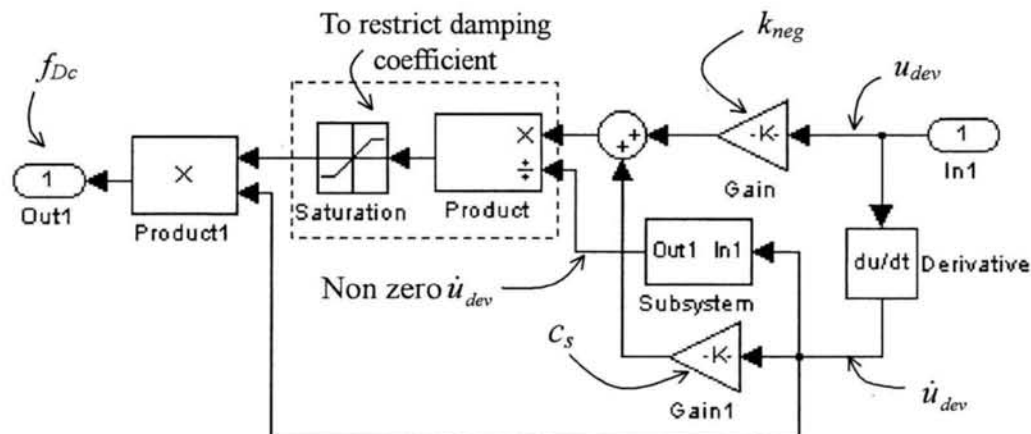 To restrict damping
coefficient
k_neg
f_Dc
u_dev
×
÷
×
+
+
-K-
1
1
Out1
Product1
Saturation
Product
Gain
In1
Out1 In1
du/dt
Derivative
Non zero u̇_dev
Subsystem
c_s
-K-
Gain1
u̇_dev